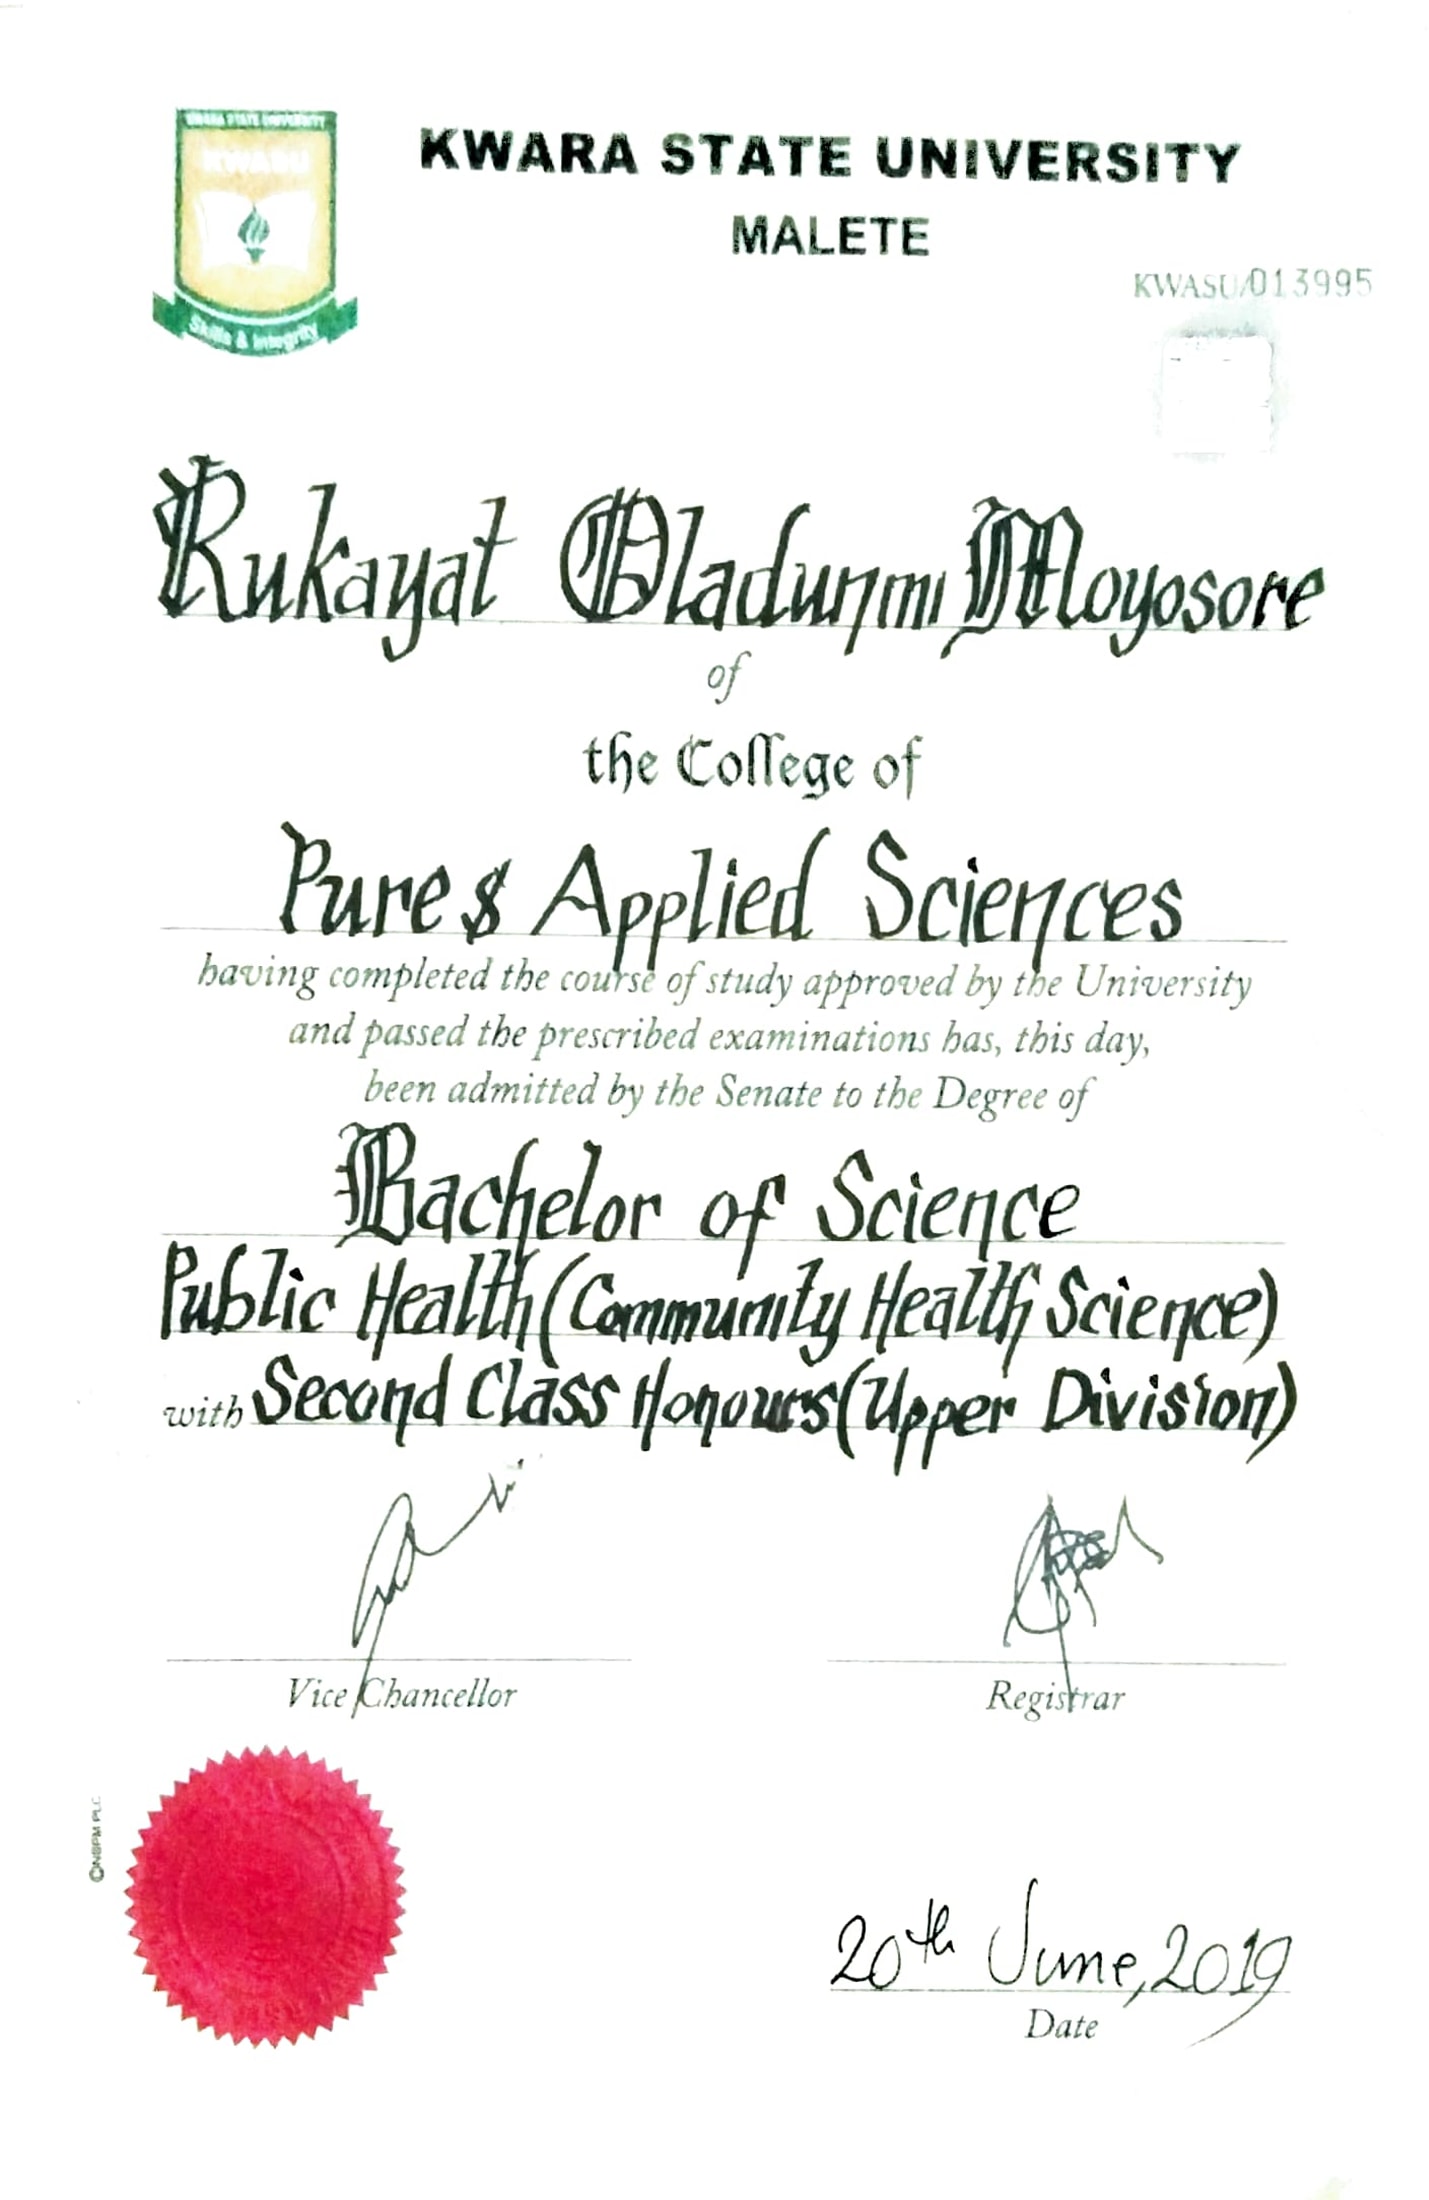 KWARA STATE UNIVERSITY
KWASU
Skills & Integrity
KWARA STATE UNIVERSITY
MALETE
KWASU/013995
Rukayat Oladunmi Moyosore
of
the College of
Pure & Applied Sciences
having completed the course of study approved by the University
and passed the prescribed examinations has, this day,
been admitted by the Senate to the Degree of
Bachelor of Science
Public Health (Community Health Science)
with Second Class Honours (Upper Division)
Vice Chancellor
Registrar
©NSPM PLC
20th June, 2019
Date